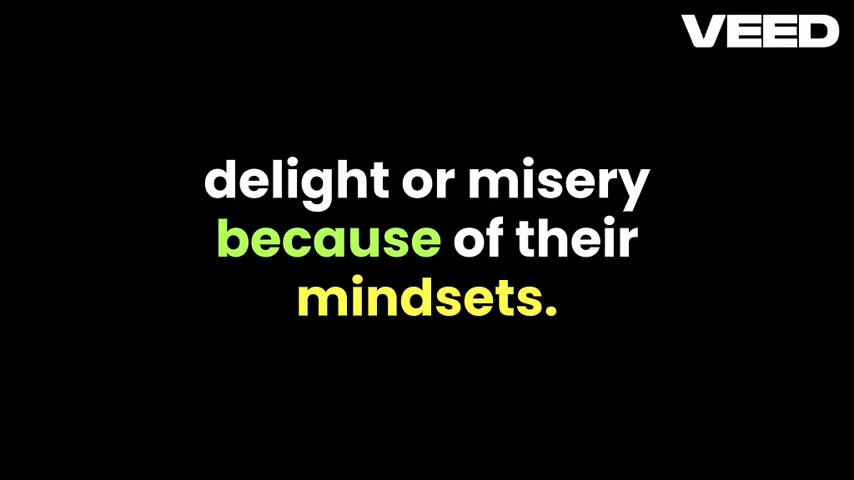 VEED
delight or misery
because of their
mindsets.